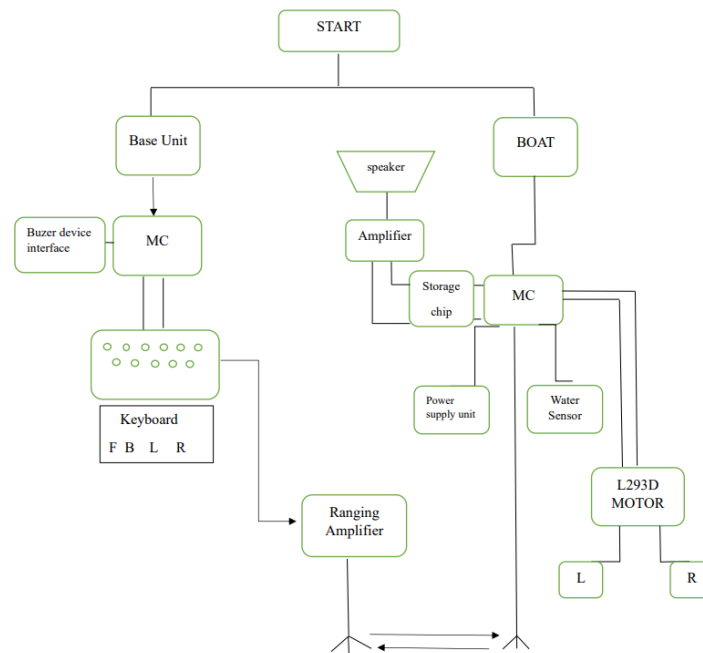 START
Base Unit
BOAT
speaker
Buzer device
interface
MC
Amplifier
Storage
chip
MC
Keyboard
F B L R
Power
supply unit
Water
Sensor
L293D
MOTOR
Ranging
Amplifier
L
R